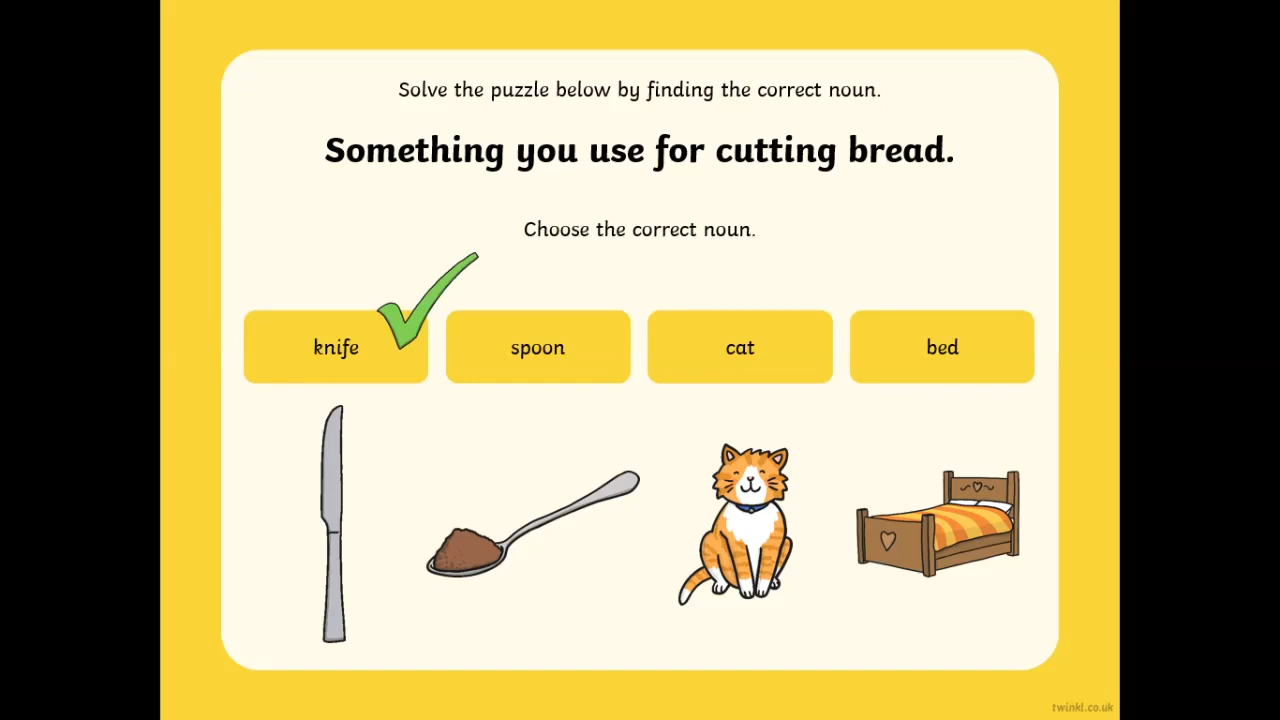 Solve the puzzle below by finding the correct noun.
Something you use for cutting bread.
Choose the correct noun.
knife
spoon
cat
bed
twinkl.co.uk